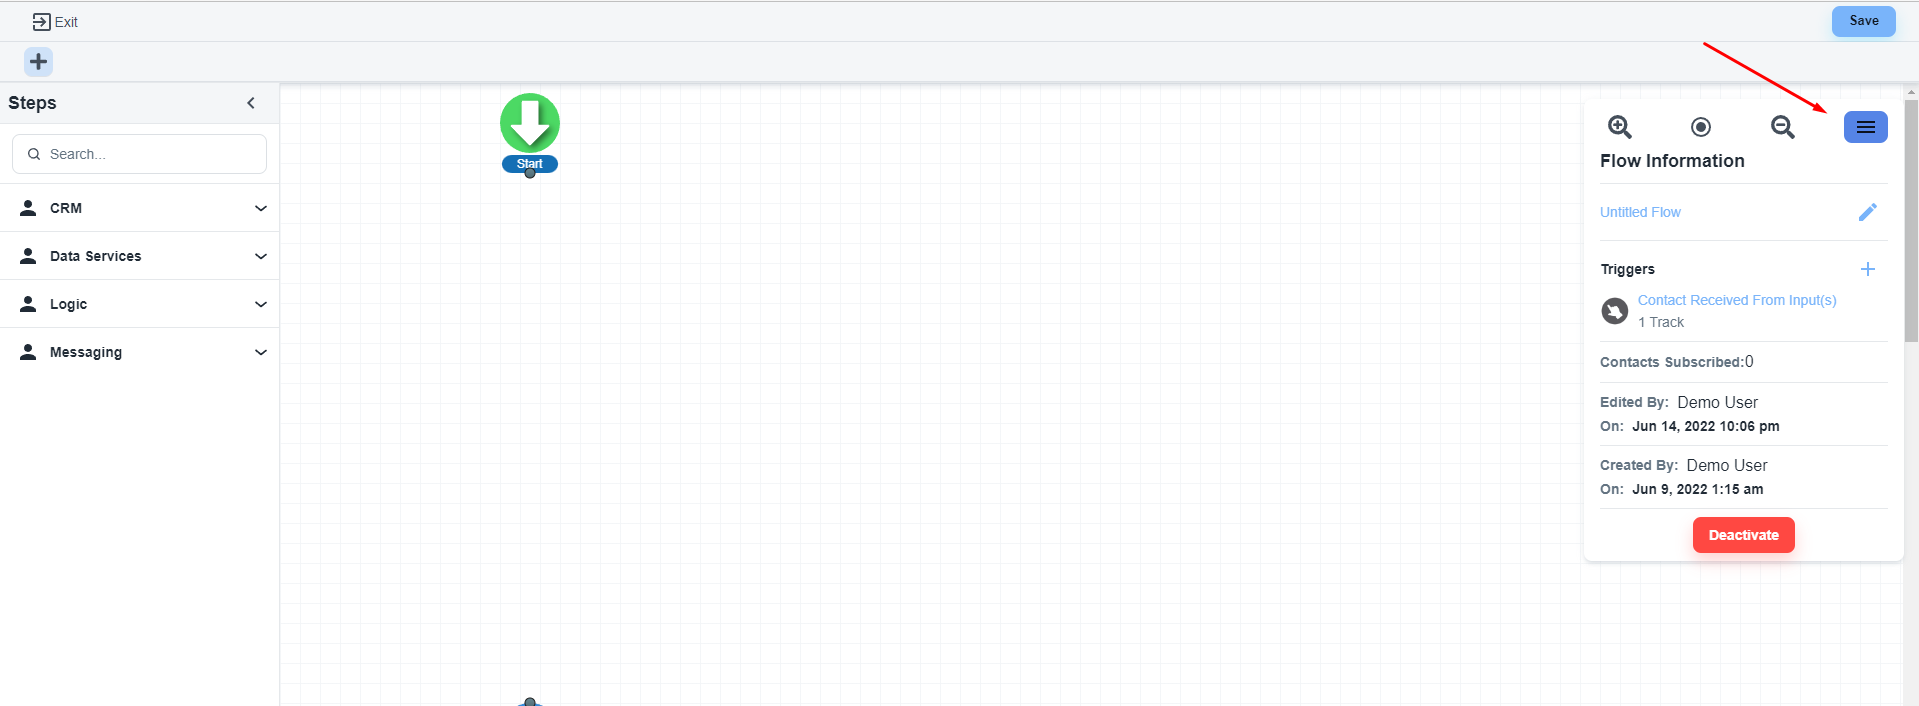 Exit
Save
Steps
Search...
CRM
Data Services
Logic
Messaging
Start
Flow Information
Untitled Flow
Triggers
Contact Received From Input(s)
1 Track
Contacts Subscribed:0
Edited By: Demo User
On: Jun 14, 2022 10:06 pm
Created By: Demo User
On: Jun 9, 2022 1:15 am
Deactivate